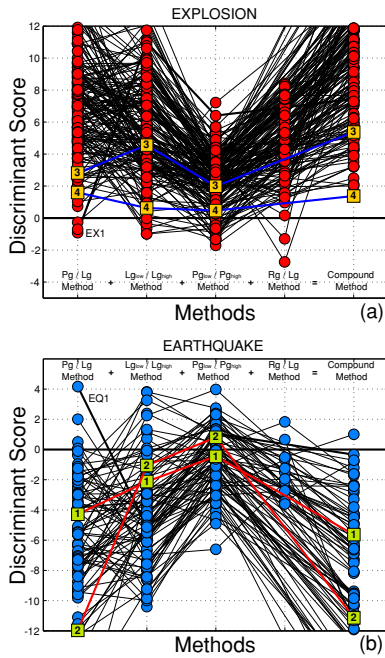 EXPLOSION
12
10
8
6
4
2
0
-2
-4
Discriminant Score
3
3
3
3
4
4
4
4
EX1
Pg / Lg Lglow / Lghigh Pglow / Pghigh Rg / Lg Compound
Method + Method + Method + Method = Method
Methods
(a)
EARTHQUAKE
Pg / Lg Lglow / Lghigh Pglow / Pghigh Rg / Lg Compound
Method + Method + Method + Method = Method
4
2
0
-2
-4
-6
-8
-10
-12
Discriminant Score
EQ1
2
2
1
1
1
1
2
2
Methods
(b)